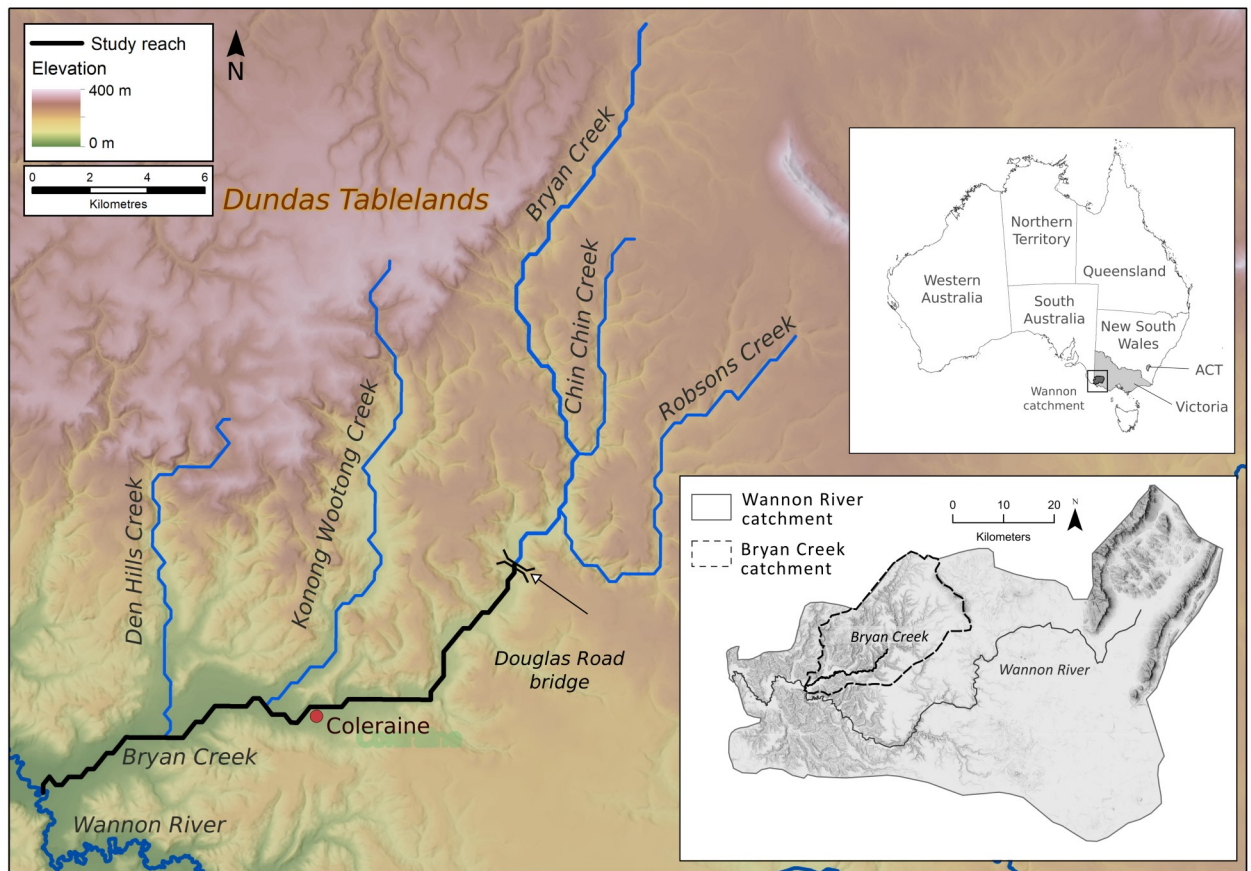 Study reach
Elevation
400 m
0 m
0 2 4 6
Kilometres
N
Dundas Tablelands
Bryan Creek
Chin Chin Creek
Robsons Creek
Konong Wootong Creek
Den Hills Creek
Douglas Road
bridge
Coleraine
Bryan Creek
Wannon River
Northern
Territory
Western
Australia
Queensland
South
Australia
New South
Wales
ACT
Wannon
catchment
Victoria
Wannon River
catchment
Bryan Creek
catchment
0 10 20
Kilometers
N
Bryan Creek
Wannon River